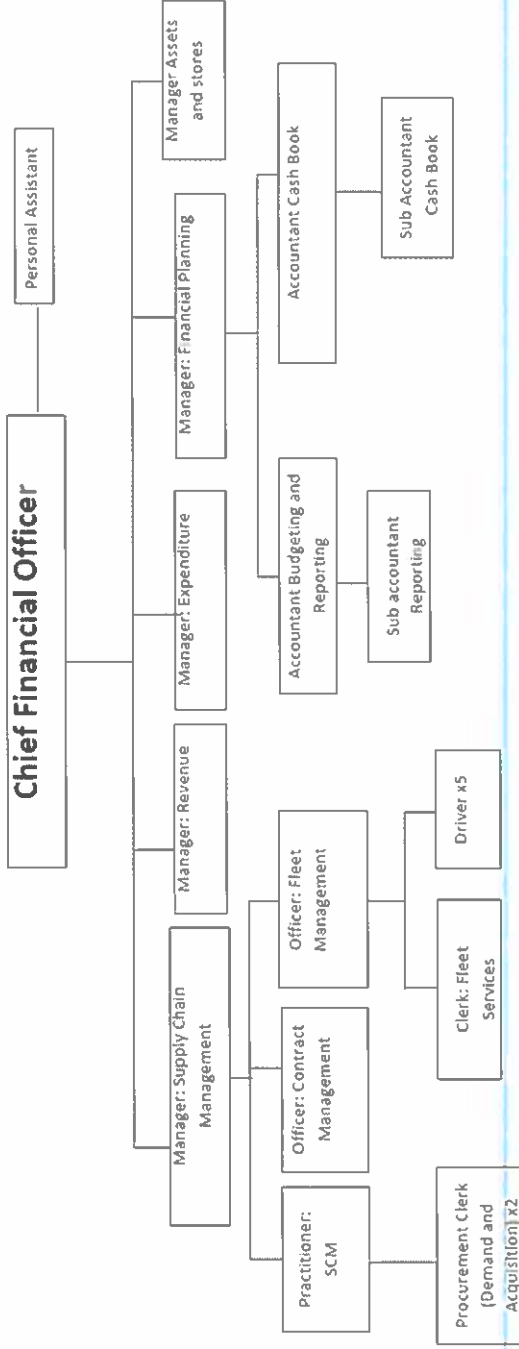 Chief Financial Officer
Personal Assistant
Manager: Supply Chain
Management
Manager: Revenue
Manager: Expenditure
Manager: Financial Planning
Manager Assets
and stores
Practitioner:
SCM
Officer: Contract
Management
Officer: Fleet
Management
Accountant Budgeting and
Reporting
Accountant Cash Book
Procurement Clerk
(Demand and
Acquisition) x2
Clerk: Fleet
Services
Driver x5
Sub accountant
Reporting
Sub Accountant
Cash Book